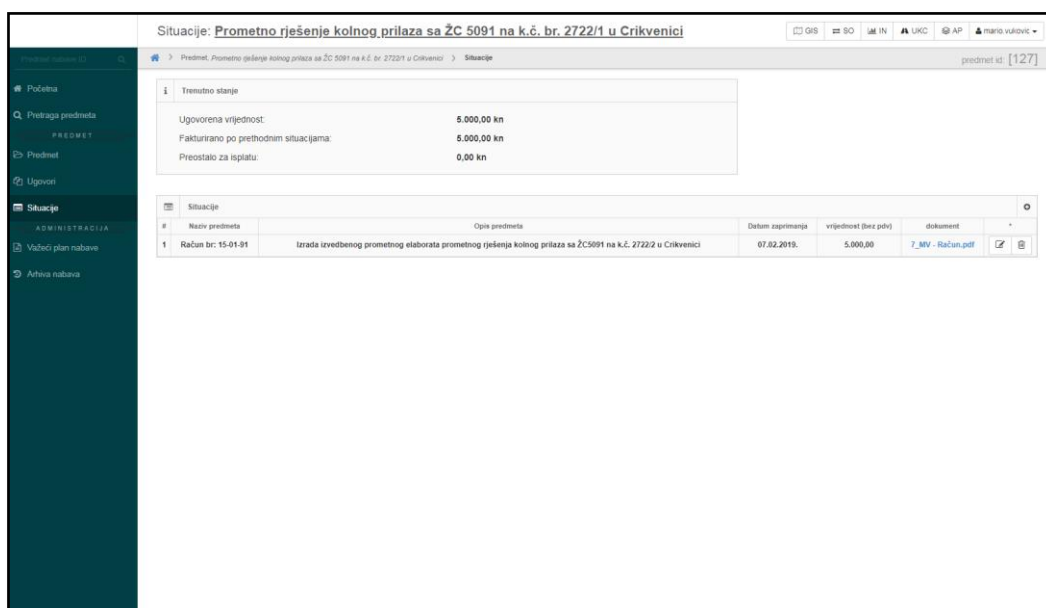 Situacije: Prometno rješenje kolnog prilaza sa ŽC 5091 na k.č. br. 2722/1 u Crikvenici
GIS SO IN UKC AP mario.vukovic
Predmet nabave ID
Predmet. Prometno rješenje kolnog prilaza sa ŽC 5091 na k.č. br. 2722/1 u Crikvenici > Situacije
predmet id: [127]
Početna
Pretraga predmeta
PREDMET
Predmet
Ugovori
Situacije
ADMINISTRACIJA
Važeći plan nabave
Arhiva nabava
i Trenutno stanje
Ugovorena vrijednost: 5.000,00 kn
Fakturirano po prethodnim situacijama: 5.000,00 kn
Preostalo za isplatu: 0,00 kn
Situacije
# Naziv predmeta Opis predmeta Datum zaprimanja vrijednost (bez pdv) dokument *
1 Račun br: 15-01-91 Izrada izvedbenog prometnog elaborata prometnog rješenja kolnog prilaza sa ŽC5091 na k.č. 2722/2 u Crikvenici 07.02.2019. 5.000,00 7_MV - Račun.pdf